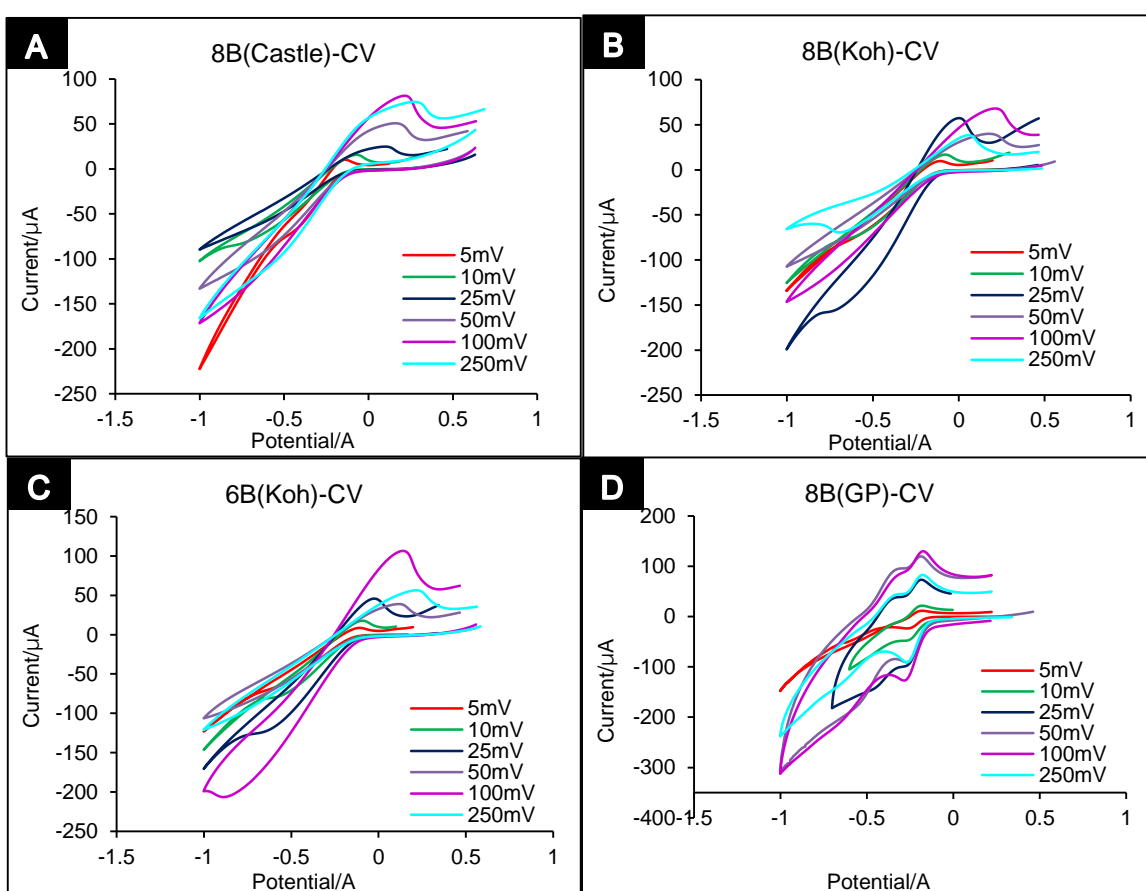 A
8B(Castle)-CV
100
50
0
-50
-100
-150
-200
-250
-1.5 -1 -0.5 0 0.5 1
Current/µA
Potential/A
5mV
10mV
25mV
50mV
100mV
250mV
B
8B(Koh)-CV
100
50
0
-50
-100
-150
-200
-250
-1.5 -1 -0.5 0 0.5 1
Current/µA
Potential/A
5mV
10mV
25mV
50mV
100mV
250mV
C
6B(Koh)-CV
150
100
50
0
-50
-100
-150
-200
-250
-1.5 -1 -0.5 0 0.5 1
Current/µA
Potential/A
5mV
10mV
25mV
50mV
100mV
250mV
D
8B(GP)-CV
200
100
0
-100
-200
-300
-400
-1.5 -1 -0.5 0 0.5 1
Current/µA
Potential/A
5mV
10mV
25mV
50mV
100mV
250mV